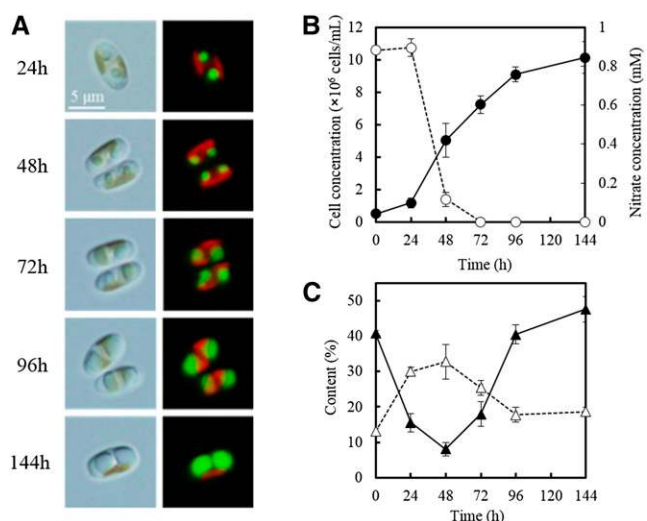 A
24h
5 μm
48h
72h
96h
144h
B
Cell concentration (×10⁶ cells/mL)
12
10
8
6
4
2
0
Nitrate concentration (mM)
1
0.8
0.6
0.4
0.2
0
0 24 48 72 96 120 144
Time (h)
C
Content (%)
50
40
30
20
10
0
0 24 48 72 96 120 144
Time (h)